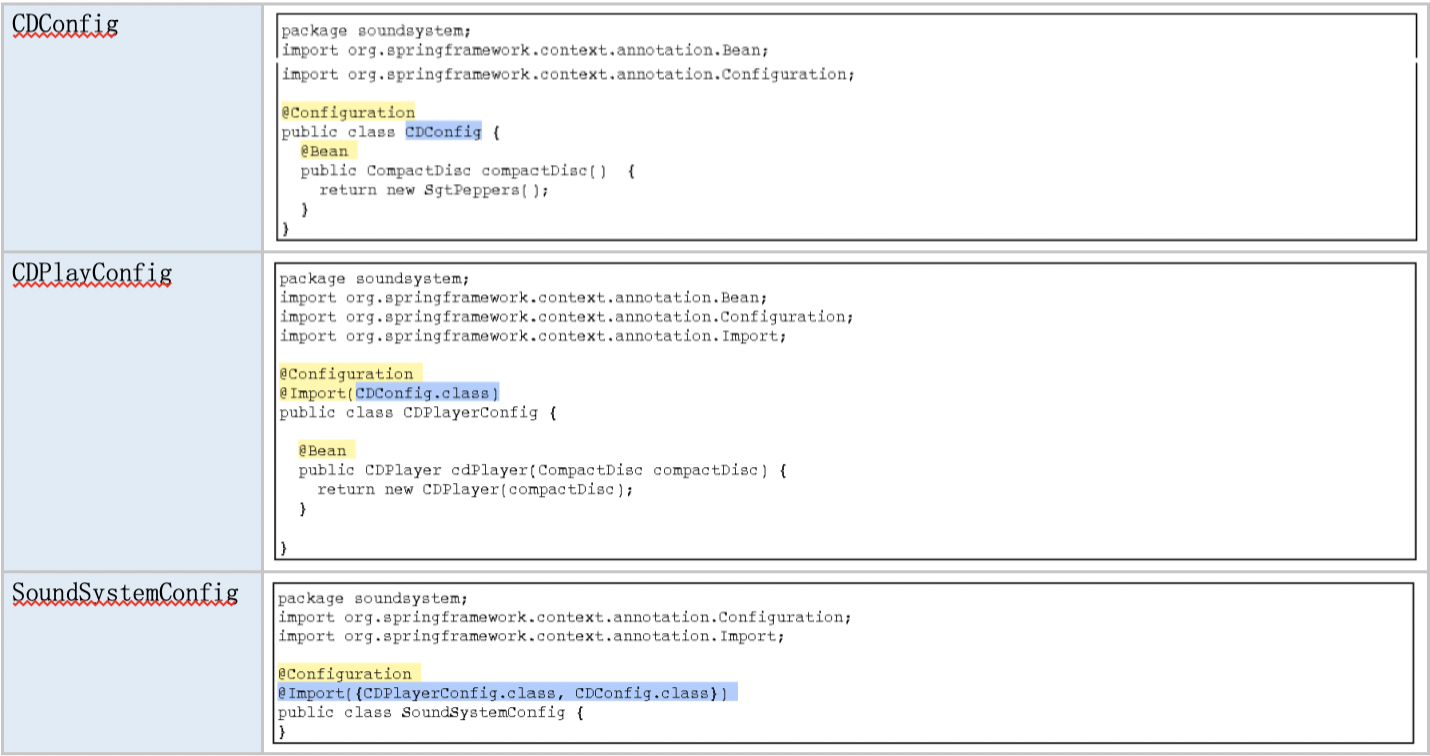 CDConfig
package soundsystem;
import org.springframework.context.annotation.Bean;
import org.springframework.context.annotation.Configuration;
@Configuration
public class CDConfig {
@Bean
public CompactDisc compactDisc() {
return new SgtPeppers();
}
}
CDPlayConfig
package soundsystem;
import org.springframework.context.annotation.Bean;
import org.springframework.context.annotation.Configuration;
import org.springframework.context.annotation.Import;
@Configuration
@Import(CDConfig.class)
public class CDPlayerConfig {
@Bean
public CDPlayer cdPlayer(CompactDisc compactDisc) {
return new CDPlayer(compactDisc);
}
}
SoundSystemConfig
package soundsystem;
import org.springframework.context.annotation.Configuration;
import org.springframework.context.annotation.Import;
@Configuration
@Import({CDPlayerConfig.class, CDConfig.class})
public class SoundSystemConfig {
}